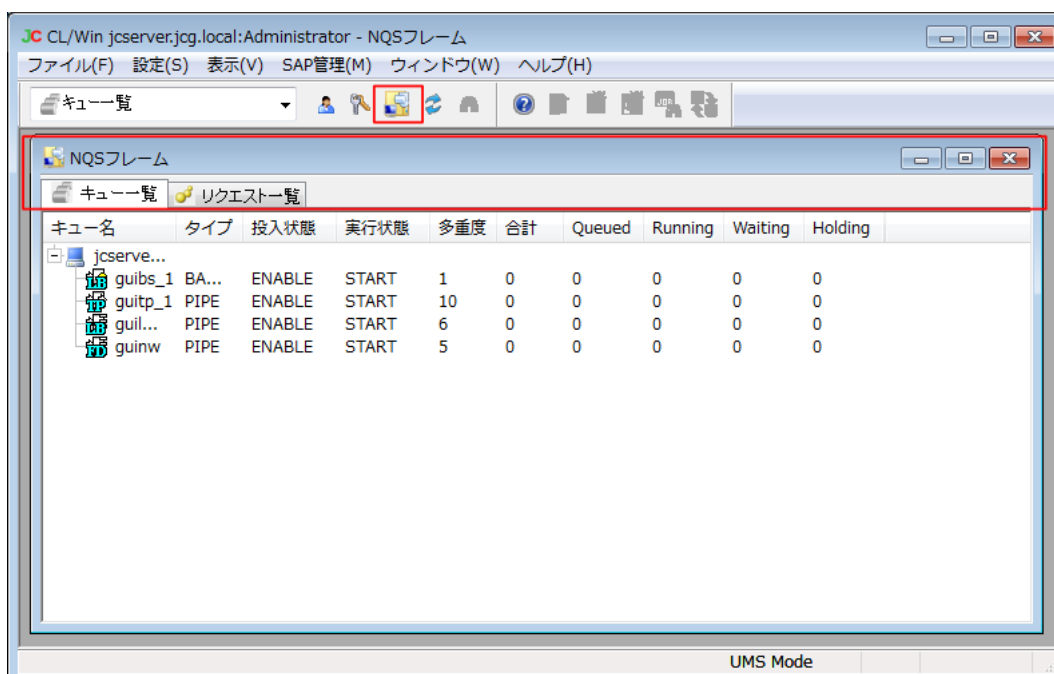 JC CL/Win jcserver.jcg.local:Administrator - NQSフレーム
ファイル(F) 設定(S) 表示(V) SAP管理(M) ウィンドウ(W) ヘルプ(H)
キュー一覧
NQSフレーム
キュー一覧 リクエスト一覧
キュー名 タイプ 投入状態 実行状態 多重度 合計 Queued Running Waiting Holding
jcserve...
guibs_1 BA... ENABLE START 1 0 0 0 0 0
guitp_1 PIPE ENABLE START 10 0 0 0 0 0
guil... PIPE ENABLE START 6 0 0 0 0 0
guinw PIPE ENABLE START 5 0 0 0 0 0
UMS Mode